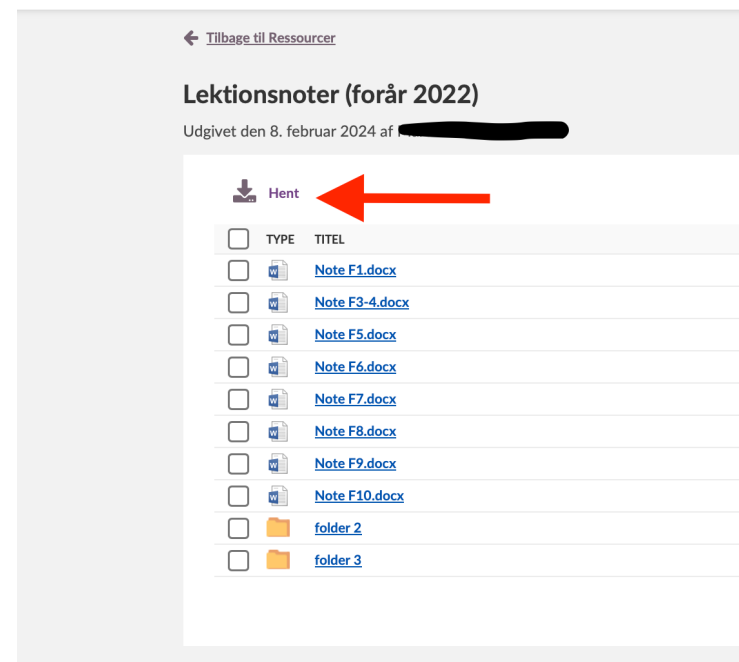 Tilbage til Ressourcer
Lektionsnoter (forår 2022)
Udgivet den 8. februar 2024 af
Hent
TYPE TITEL
Note F1.docx
Note F3-4.docx
Note F5.docx
Note F6.docx
Note F7.docx
Note F8.docx
Note F9.docx
Note F10.docx
folder 2
folder 3